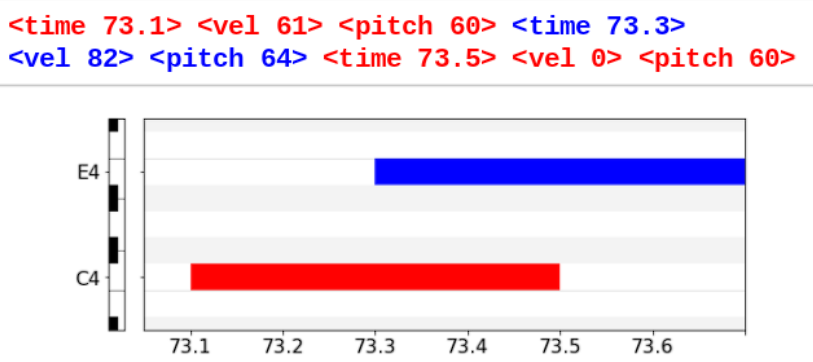 <time 73.1> <vel 61> <pitch 60> <time 73.3>
<vel 82> <pitch 64> <time 73.5> <vel 0> <pitch 60>
E4
C4
73.1 73.2 73.3 73.4 73.5 73.6